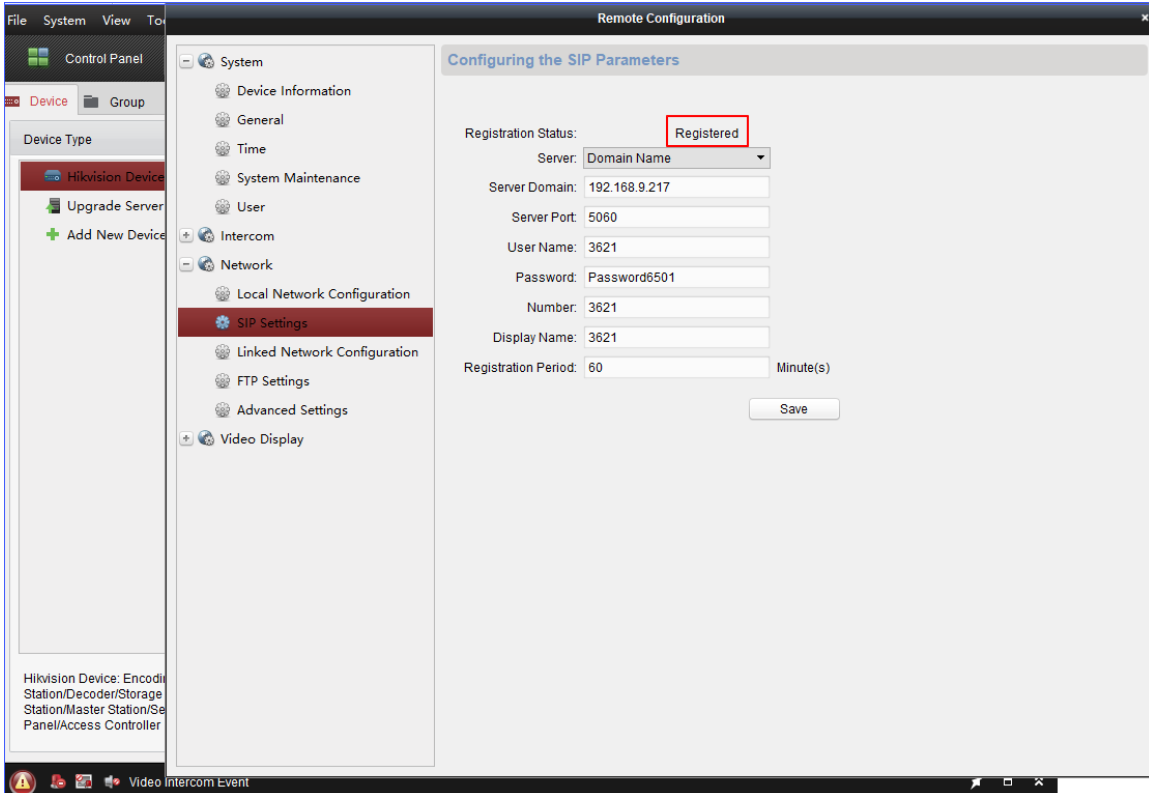 File System View To
Remote Configuration
Control Panel
Device Group
Device Type
Hikvision Device
Upgrade Server
Add New Device
Hikvision Device: Encodi
Station/Decoder/Storage
Station/Master Station/Se
Panel/Access Controller
System
Device Information
General
Time
System Maintenance
User
Intercom
Network
Local Network Configuration
SIP Settings
Linked Network Configuration
FTP Settings
Advanced Settings
Video Display
Configuring the SIP Parameters
Registration Status: Registered
Server: Domain Name
Server Domain: 192.168.9.217
Server Port: 5060
User Name: 3621
Password: Password6501
Number: 3621
Display Name: 3621
Registration Period: 60 Minute(s)
Save
Video Intercom Event